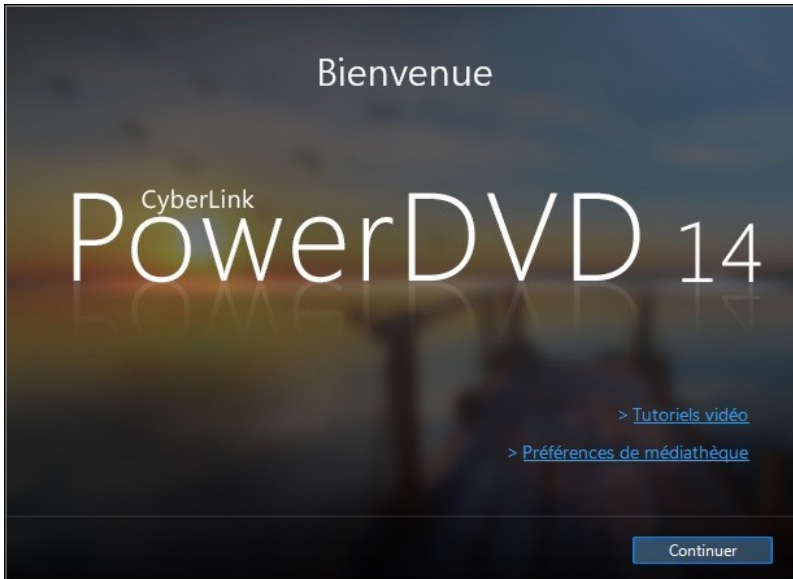 Bienvenue
CyberLink
PowerDVD 14
> Tutoriels vidéo
> Préférences de médiathèque
Continuer